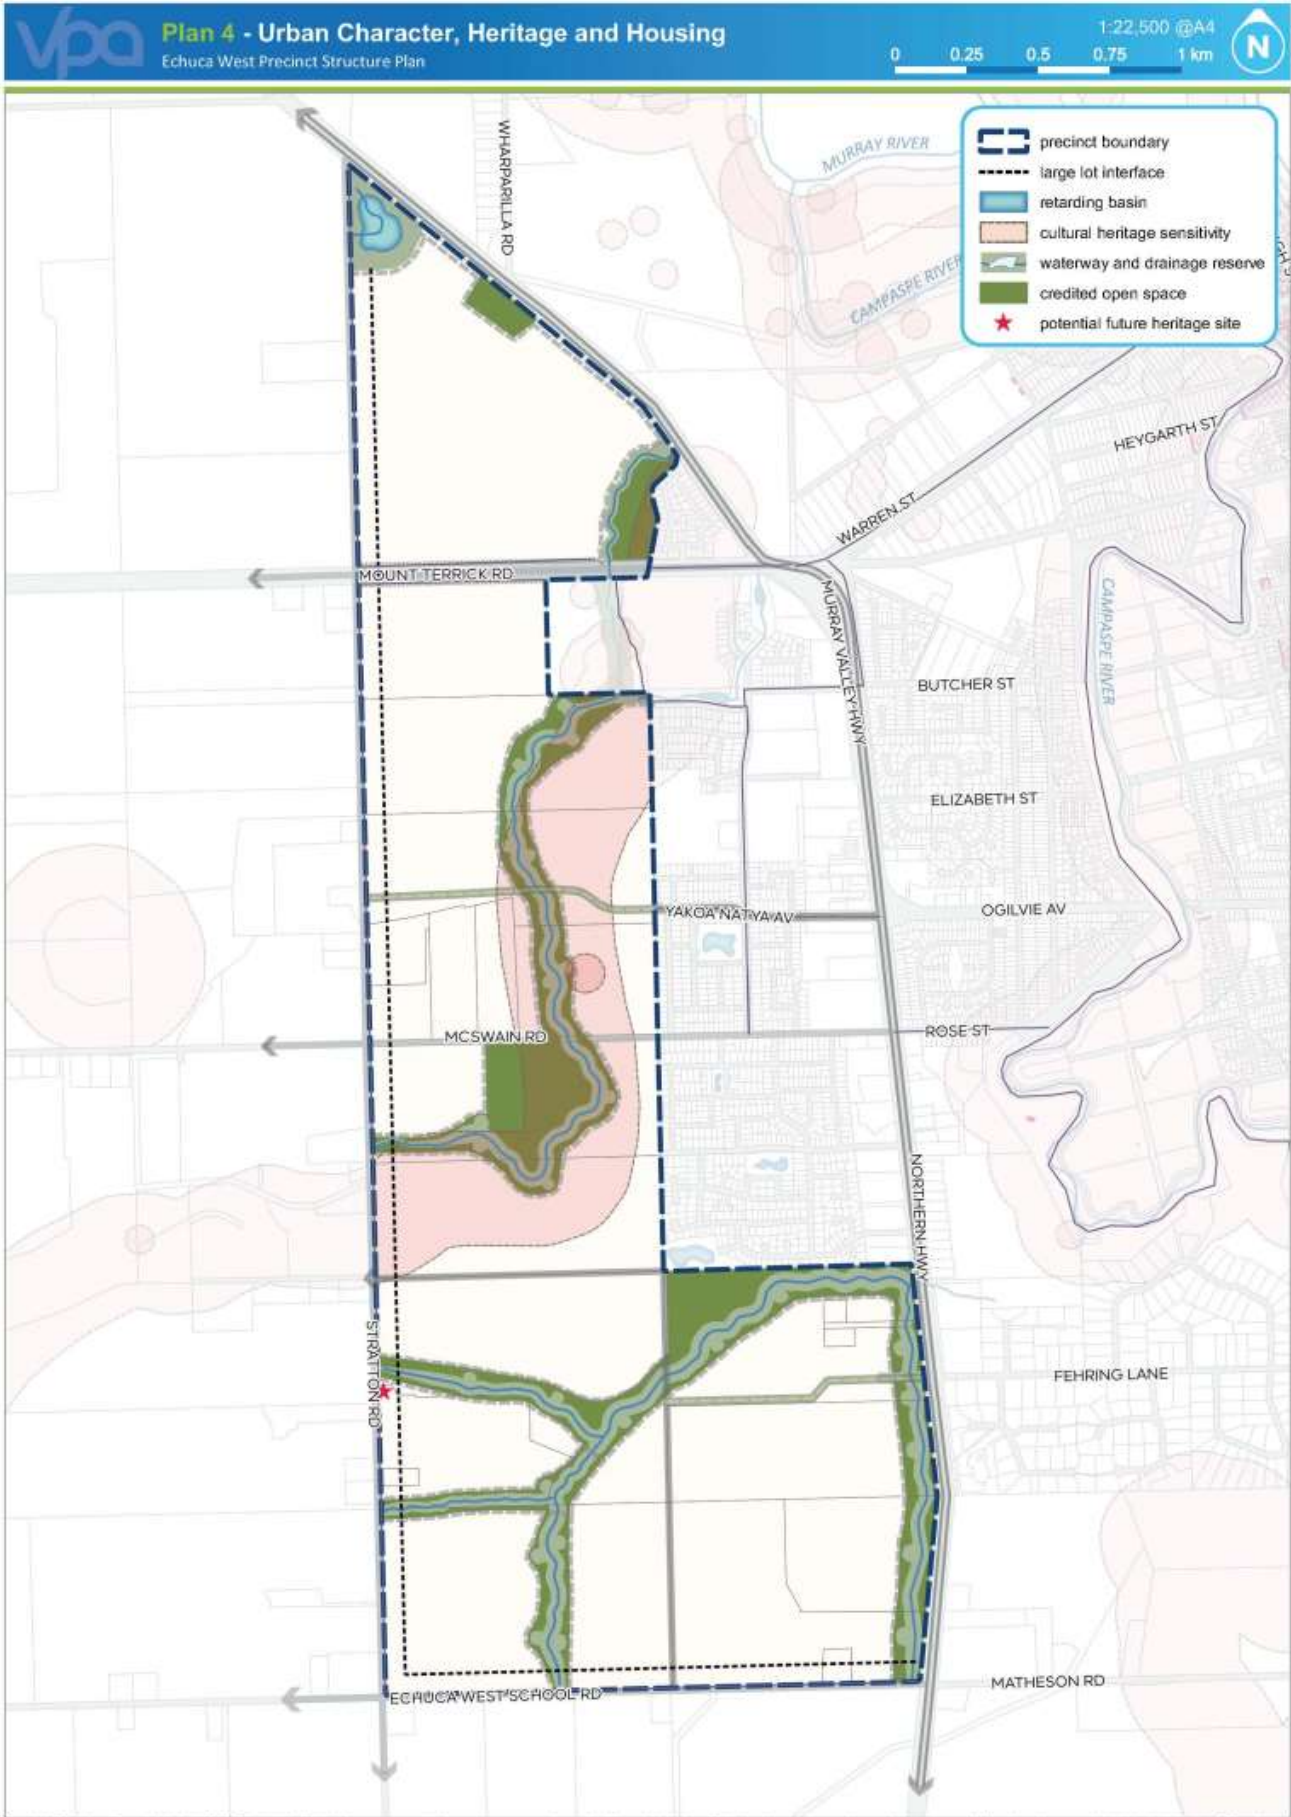 vpa
Plan 4 - Urban Character, Heritage and Housing
Echuca West Precinct Structure Plan
1:22,500 @A4
0 0.25 0.5 0.75 1 km
N
precinct boundary
large lot interface
retarding basin
cultural heritage sensitivity
waterway and drainage reserve
credited open space
potential future heritage site
WHARPARILLA RD
MURRAY RIVER
CAMPASPE RIVER
HEYGARTH ST
WARREN ST
MOUNT TERRICK RD
MURRAY VALLEY HWY
CAMPASPE RIVER
BUTCHER ST
ELIZABETH ST
YAKOA NATYA AV
OGILVIE AV
MCSWAIN RD
ROSE ST
NORTHERN HWY
STRATTON RD
FEHRING LANE
ECHUCA WEST SCHOOL RD
MATHESON RD